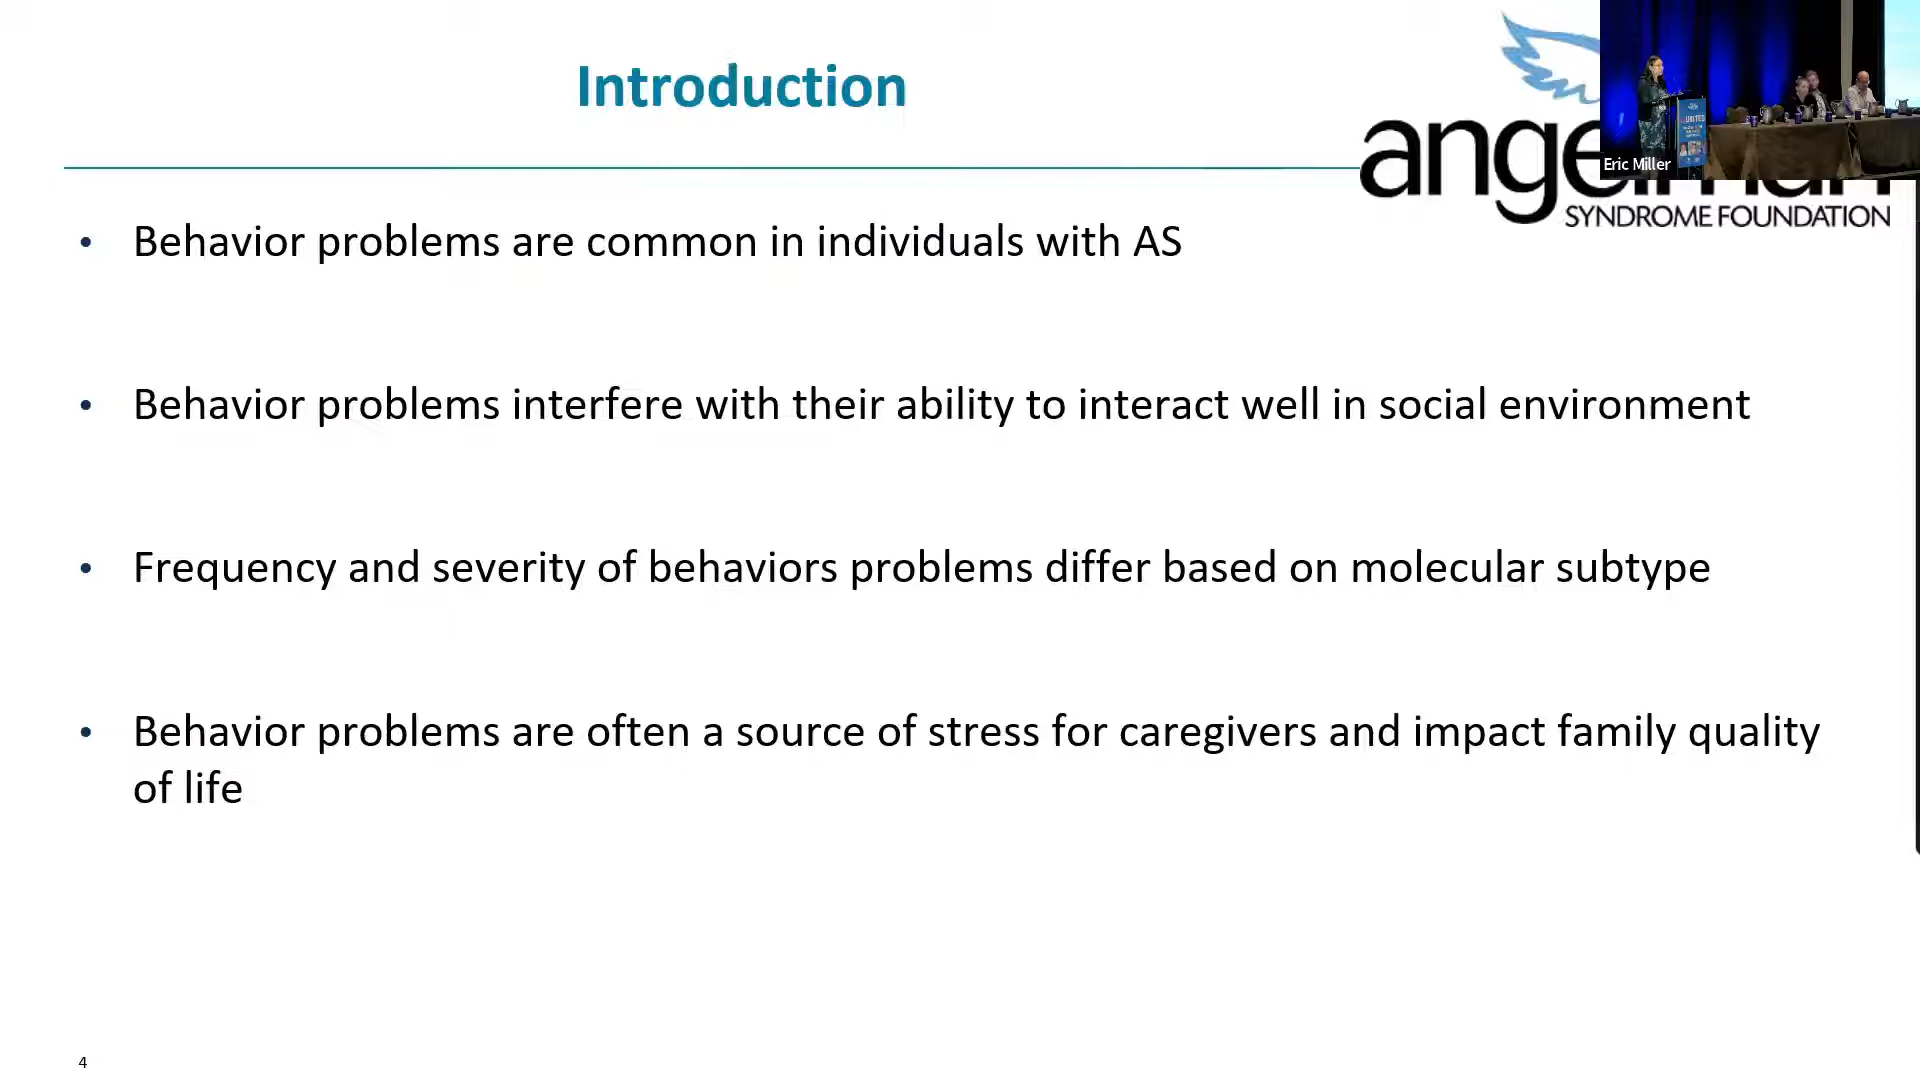 Introduction
angelman
SYNDROME FOUNDATION
Eric Miller
UNITED
• Behavior problems are common in individuals with AS
• Behavior problems interfere with their ability to interact well in social environment
• Frequency and severity of behaviors problems differ based on molecular subtype
• Behavior problems are often a source of stress for caregivers and impact family quality
of life
4